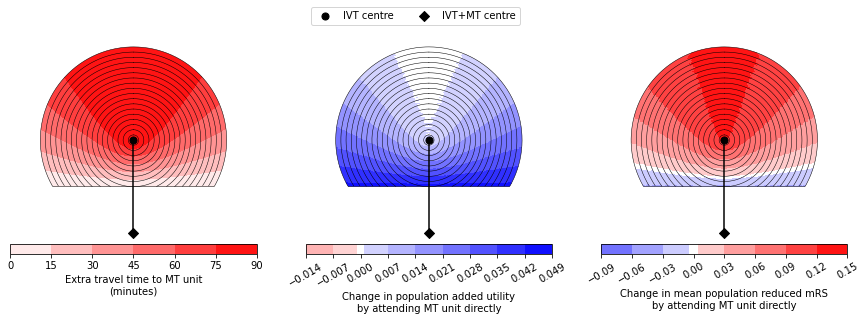 IVT centre IVT+MT centre
0 15 30 45 60 75 90
Extra travel time to MT unit
(minutes)
-0.014 -0.007 0.000 0.007 0.014 0.021 0.028 0.035 0.042 0.049
Change in population added utility
by attending MT unit directly
-0.09 -0.06 -0.03 0.00 0.03 0.06 0.09 0.12 0.15
Change in mean population reduced mRS
by attending MT unit directly